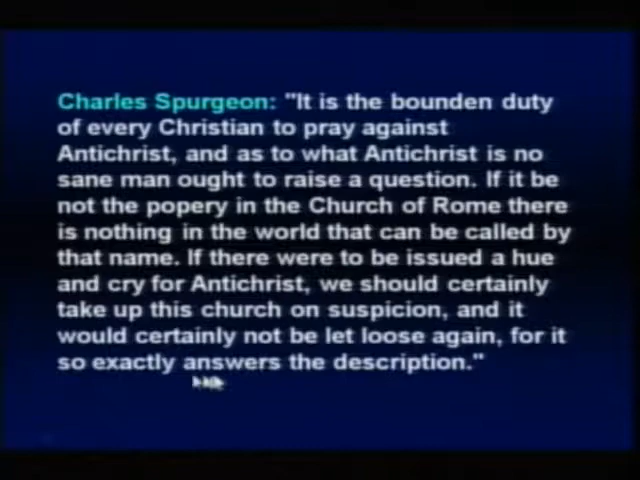 Charles Spurgeon: "It is the bounden duty
of every Christian to pray against
Antichrist, and as to what Antichrist is no
sane man ought to raise a question. If it be
not the popery in the Church of Rome there
is nothing in the world that can be called by
that name. If there were to be issued a hue
and cry for Antichrist, we should certainly
take up this church on suspicion, and it
would certainly not be let loose again, for it
so exactly answers the description."